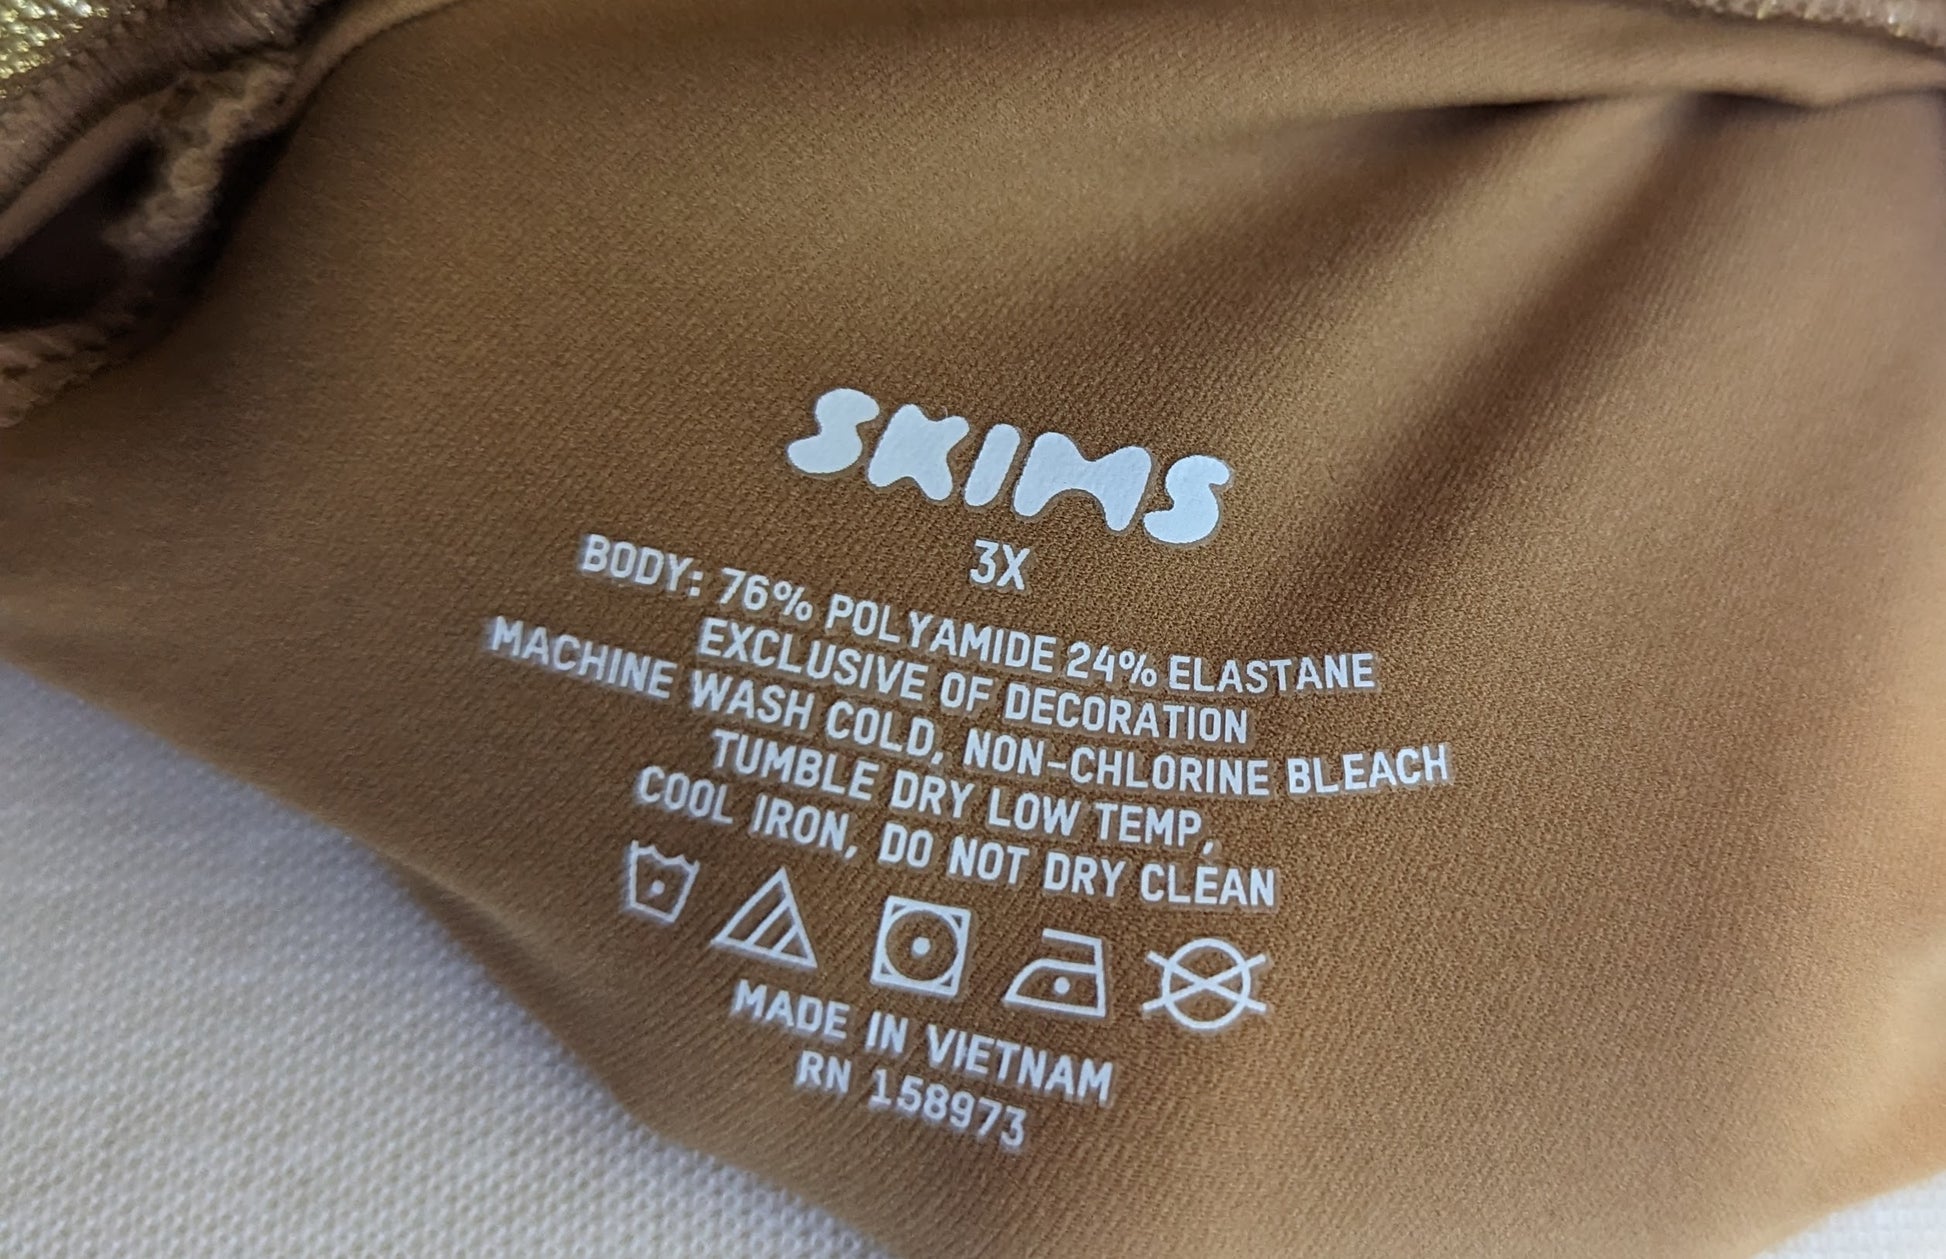 SKIMS
3X
BODY: 76% POLYAMIDE 24% ELASTANE
EXCLUSIVE OF DECORATION
MACHINE WASH COLD, NON-CHLORINE BLEACH
TUMBLE DRY LOW TEMP,
COOL IRON, DO NOT DRY CLEAN
MADE IN VIETNAM
RN 158973